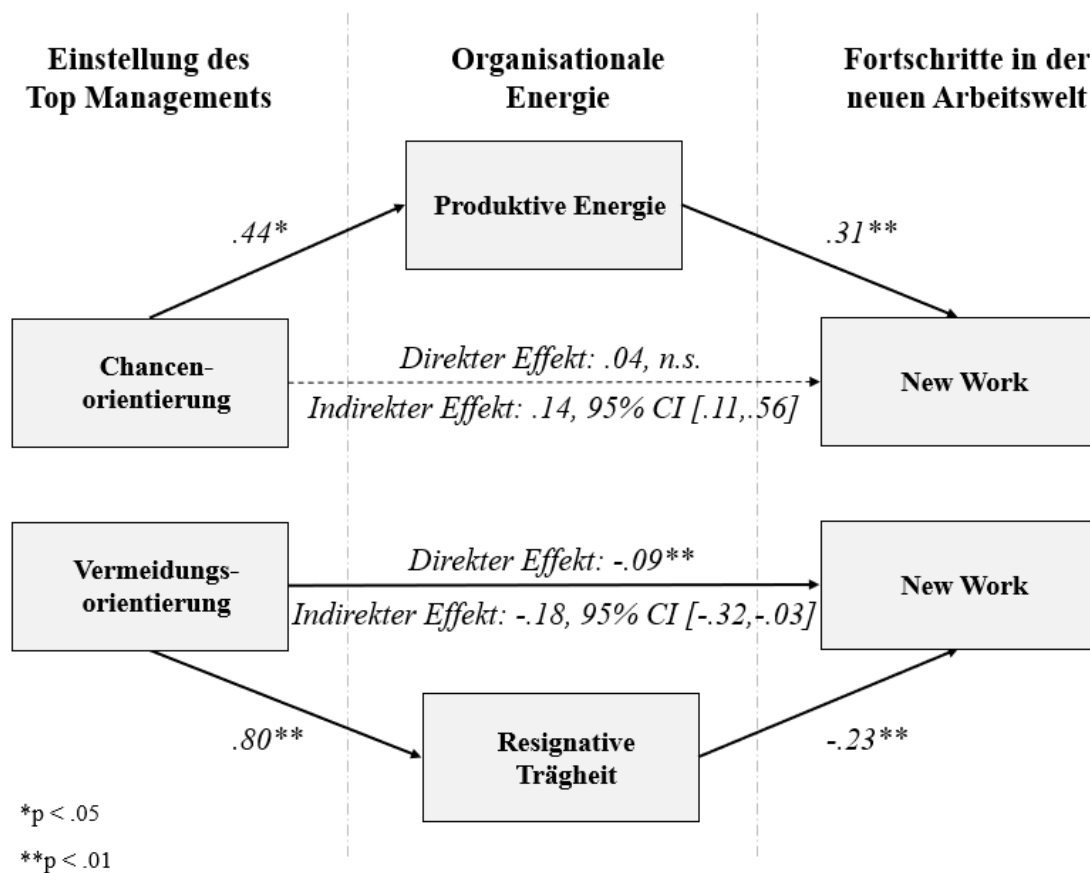 Einstellung des
Top Managements
Organisationale
Energie
Fortschritte in der
neuen Arbeitswelt
Produktive Energie
.44*
.31**
Chancen-
orientierung
Direkter Effekt: .04, n.s.
Indirekter Effekt: .14, 95% CI [.11,.56]
New Work
Vermeidungs-
orientierung
Direkter Effekt: -.09**
Indirekter Effekt: -.18, 95% CI [-.32,-.03]
New Work
.80**
Resignative
Trägheit
-.23**
*p < .05
**p < .01